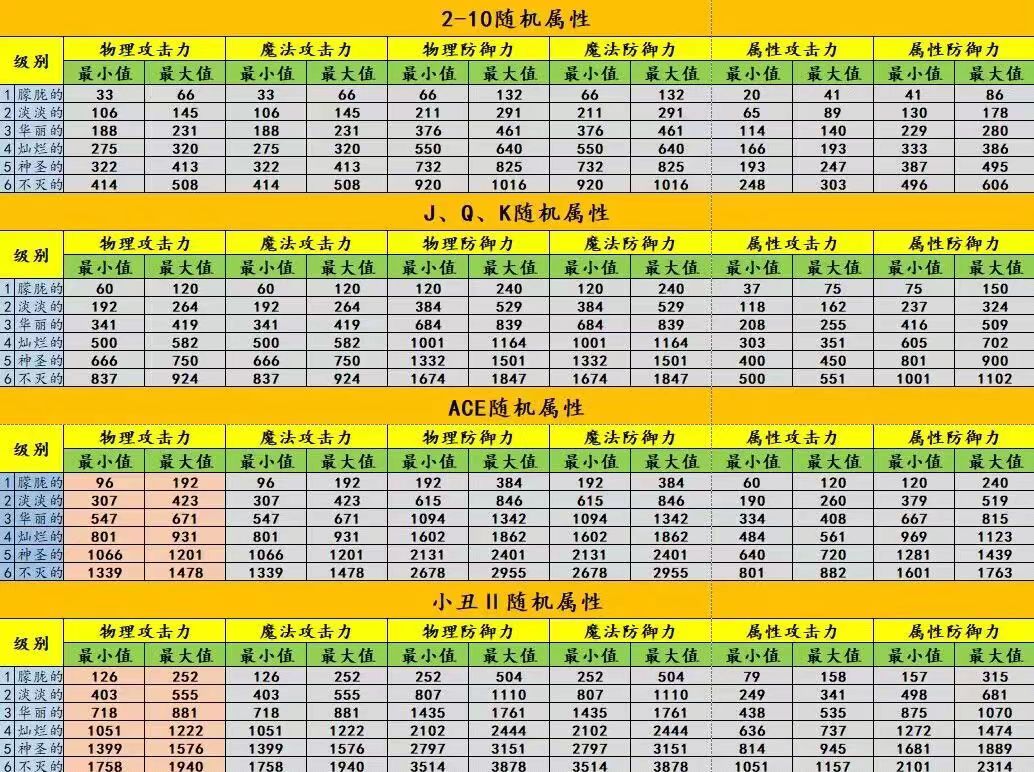 2-10随机属性
级别 物理攻击力 魔法攻击力 物理防御力 魔法防御力 属性攻击力 属性防御力
最小值 最大值 最小值 最大值 最小值 最大值 最小值 最大值 最小值 最大值 最小值 最大值
1 朦胧的 33 66 33 66 66 132 66 132 20 41 41 86
2 淡淡的 106 145 106 145 211 291 211 291 65 89 130 178
3 华丽的 188 231 188 231 376 461 376 461 114 140 229 280
4 灿烂的 275 320 275 320 550 640 550 640 166 193 333 386
5 神圣的 322 413 322 413 732 825 732 825 193 247 387 495
6 不灭的 414 508 414 508 920 1016 920 1016 248 303 496 606
J、Q、K随机属性
级别 物理攻击力 魔法攻击力 物理防御力 魔法防御力 属性攻击力 属性防御力
最小值 最大值 最小值 最大值 最小值 最大值 最小值 最大值 最小值 最大值 最小值 最大值
1 朦胧的 60 120 60 120 120 240 120 240 37 75 75 150
2 淡淡的 192 264 192 264 384 529 384 529 118 162 237 324
3 华丽的 341 419 341 419 684 839 684 839 208 255 416 509
4 灿烂的 500 582 500 582 1001 1164 1001 1164 303 351 605 702
5 神圣的 666 750 666 750 1332 1501 1332 1501 400 450 801 900
6 不灭的 837 924 837 924 1674 1847 1674 1847 500 551 1001 1102
ACE随机属性
级别 物理攻击力 魔法攻击力 物理防御力 魔法防御力 属性攻击力 属性防御力
最小值 最大值 最小值 最大值 最小值 最大值 最小值 最大值 最小值 最大值 最小值 最大值
1 朦胧的 96 192 96 192 192 384 192 384 60 120 120 240
2 淡淡的 307 423 307 423 615 846 615 846 190 260 379 519
3 华丽的 547 671 547 671 1094 1342 1094 1342 334 408 667 815
4 灿烂的 801 931 801 931 1602 1862 1602 1862 484 561 969 1123
5 神圣的 1066 1201 1066 1201 2131 2401 2131 2401 640 720 1281 1439
6 不灭的 1339 1478 1339 1478 2678 2955 2678 2955 801 882 1601 1763
小丑Ⅱ随机属性
级别 物理攻击力 魔法攻击力 物理防御力 魔法防御力 属性攻击力 属性防御力
最小值 最大值 最小值 最大值 最小值 最大值 最小值 最大值 最小值 最大值 最小值 最大值
1 朦胧的 126 252 126 252 252 504 252 504 79 158 157 315
2 淡淡的 403 555 403 555 807 1110 807 1110 249 341 498 681
3 华丽的 718 881 718 881 1435 1761 1435 1761 438 535 875 1070
4 灿烂的 1051 1222 1051 1222 2102 2444 2102 2444 636 737 1272 1474
5 神圣的 1399 1576 1399 1576 2797 3151 2797 3151 814 945 1681 1889
6 不灭的 1758 1940 1758 1940 3514 3878 3514 3878 1051 1157 2101 2314